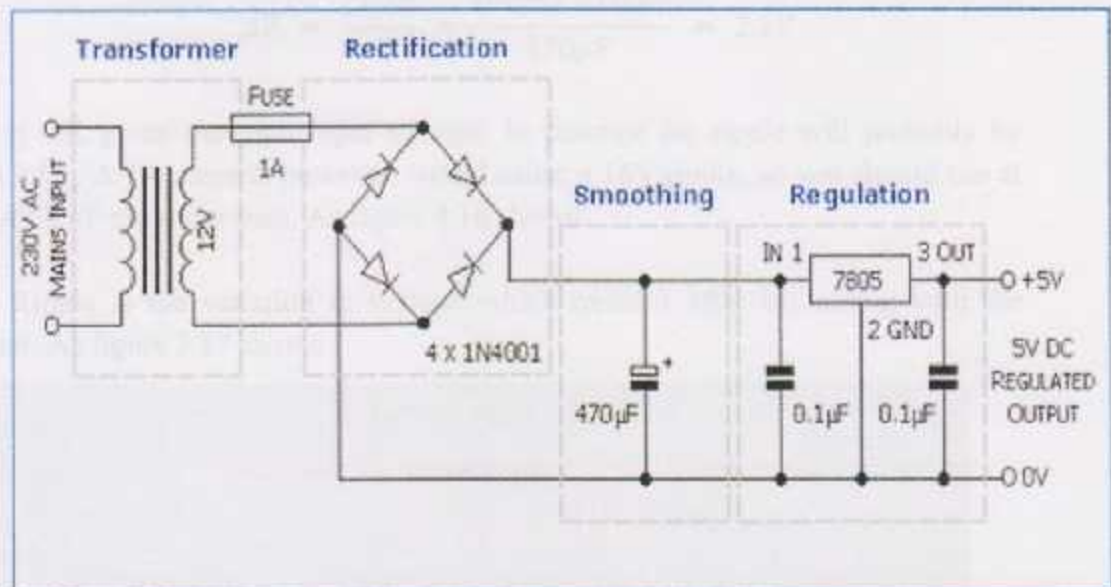 Transformer
Rectification
FUSE
1A
230V AC
MAINS INPUT
12V
4 x 1N4001
Smoothing
Regulation
IN 1
3 OUT
7805
+5V
2 GND
+
470µF
0.1µF
0.1µF
5V DC
REGULATED
OUTPUT
0V